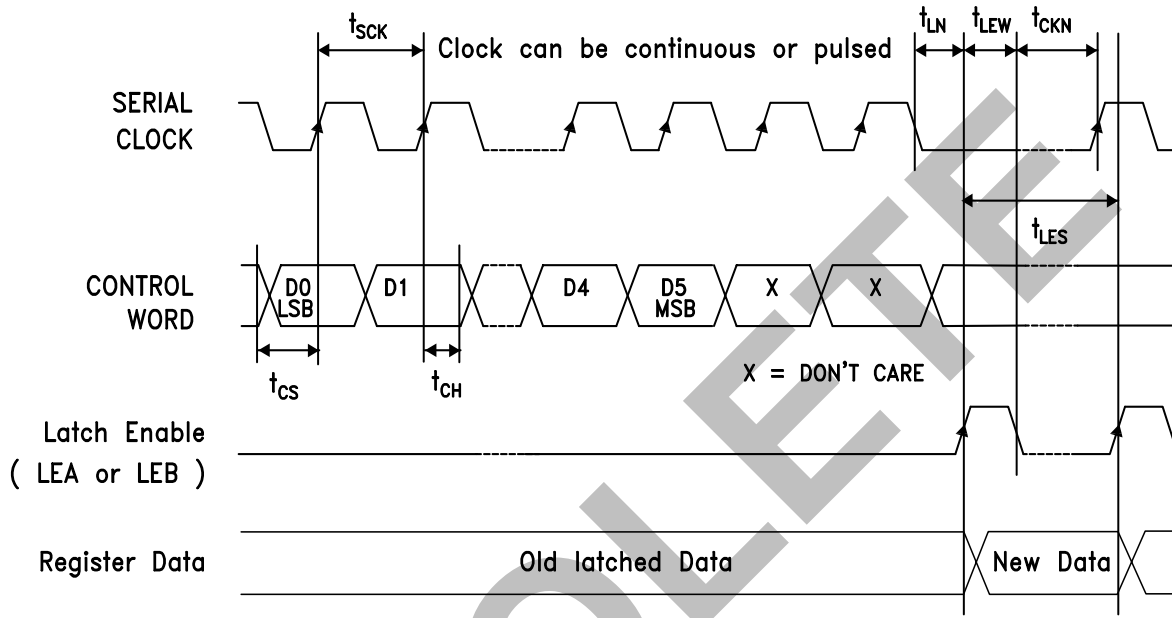 tSCK
tLN
tLEW
tCKN
Clock can be continuous or pulsed
SERIAL
CLOCK
tLES
CONTROL
WORD
D0
LSB
D1
D4
D5
MSB
X
X
tCS
tCH
X = DON'T CARE
Latch Enable
( LEA or LEB )
Register Data
Old latched Data
New Data